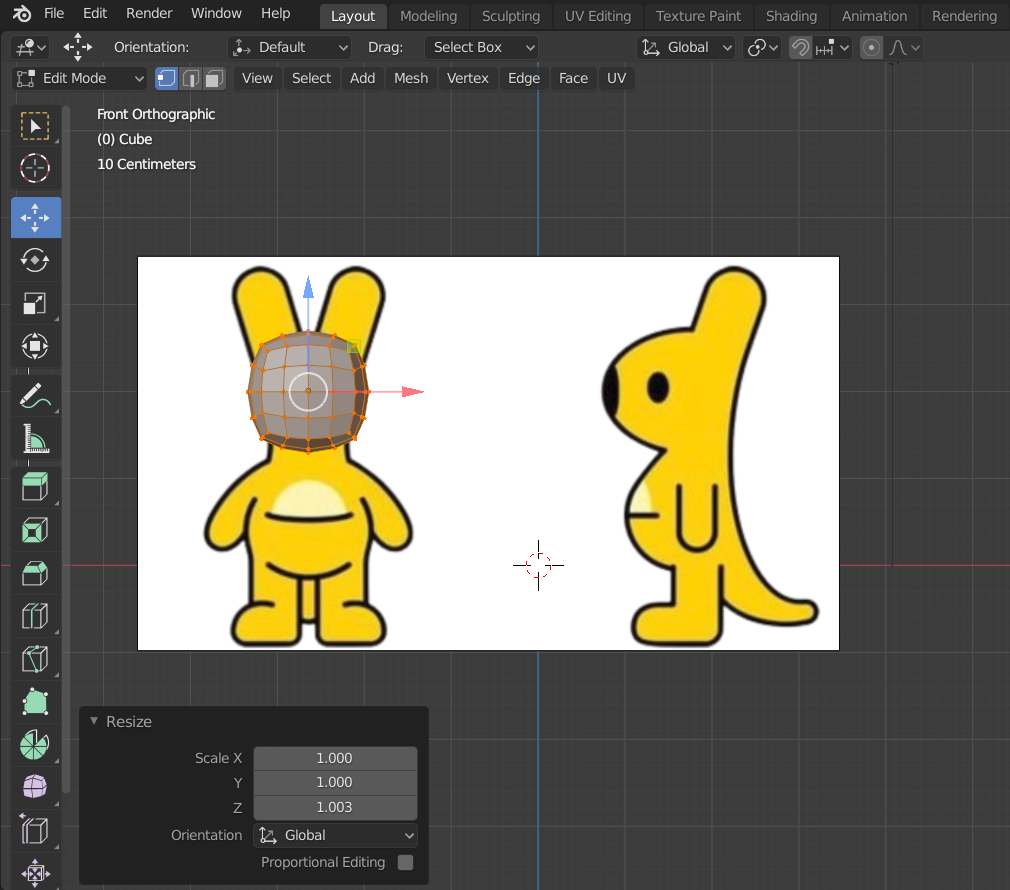 File Edit Render Window Help Layout Modeling Sculpting UV Editing Texture Paint Shading Animation Rendering
Orientation: Default Drag: Select Box Global
Edit Mode View Select Add Mesh Vertex Edge Face UV
Front Orthographic
(0) Cube
10 Centimeters
Resize
Scale X 1.000
Y 1.000
Z 1.003
Orientation Global
Proportional Editing